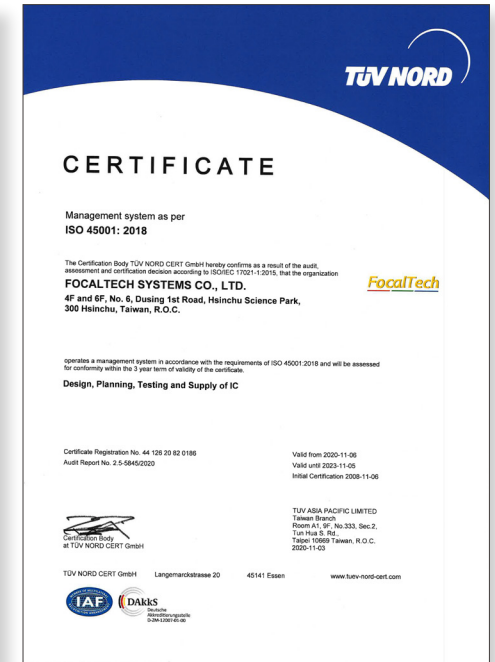 TÜV NORD
CERTIFICATE
Management system as per
ISO 45001: 2018
The Certification Body TÜV NORD CERT GmbH hereby confirms as a result of the audit,
assessment and certification decision according to ISO/IEC 17021-1:2015, that the organization
FOCALTECH SYSTEMS CO., LTD.
4F and 6F, No. 6, Dusing 1st Road, Hsinchu Science Park,
300 Hsinchu, Taiwan, R.O.C.
FocalTech
operates a management system in accordance with the requirements of ISO 45001:2018 and will be assessed
for conformity within the 3 year term of validity of the certificate.
Design, Planning, Testing and Supply of IC
Certificate Registration No. 44 126 20 82 0186
Audit Report No. 2.5-5845/2020
Valid from 2020-11-06
Valid until 2023-11-05
Initial Certification 2008-11-06
Certification Body
at TÜV NORD CERT GmbH
TUV ASIA PACIFIC LIMITED
Taiwan Branch
Room A1, 9F, No.333, Sec.2,
Tun Hua S. Rd.,
Taipei 10669 Taiwan, R.O.C.
2020-11-03
TÜV NORD CERT GmbH Langemarckstrasse 20 45141 Essen www.tuev-nord-cert.com
IAF
DAkkS
Deutsche
Akkreditierungsstelle
D-ZM-12007-01-00